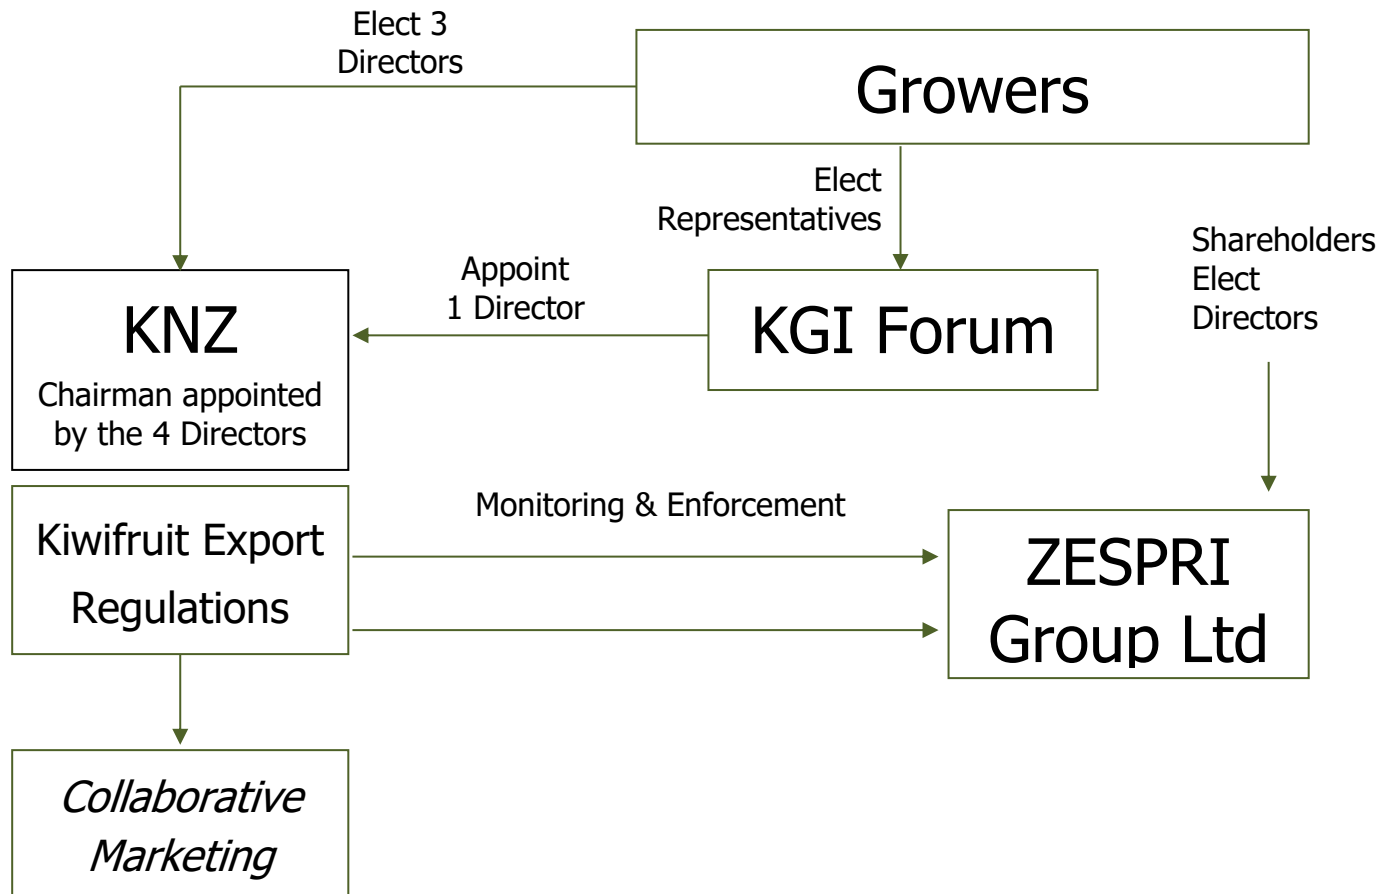 Elect 3
Directors
Growers
Elect
Representatives
Shareholders
Elect
Directors
Appoint
1 Director
KNZ
Chairman appointed
by the 4 Directors
KGI Forum
Monitoring & Enforcement
Kiwifruit Export
Regulations
ZESPRI
Group Ltd
Collaborative
Marketing